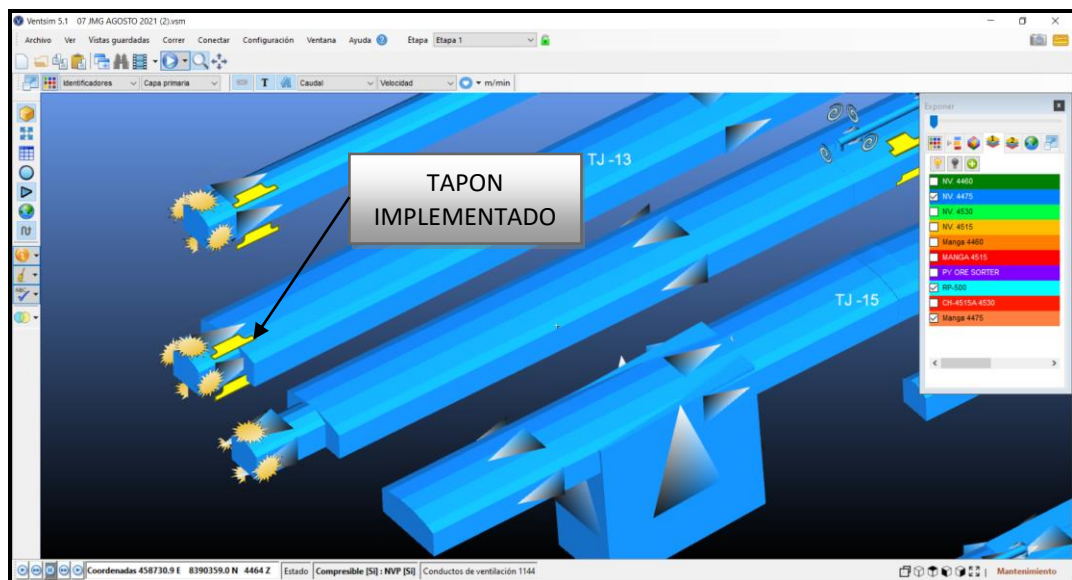 Ventsim 5.1 07 JMG AGOSTO 2021 (2).vsm
Archivo Ver Vistas guardadas Correr Conectar Configuración Ventana Ayuda Etapa Etapa 1
Identificadores Capa primaria T Caudal Velocidad m/min
Exponer
TJ -13
TAPON
IMPLEMENTADO
NV. 4460
NV. 4475
NV. 4530
NV. 4515
Manga 4460
MANGA 4515
PY ORE SORTER
RP-500
CH-4515A 4530
Manga 4475
TJ -15
ABC
Coordenadas 458730.9 E 8390359.0 N 4464 Z Estado Compresible [Si] : NVP [Si] Conductos de ventilación 1144 Mantenimiento